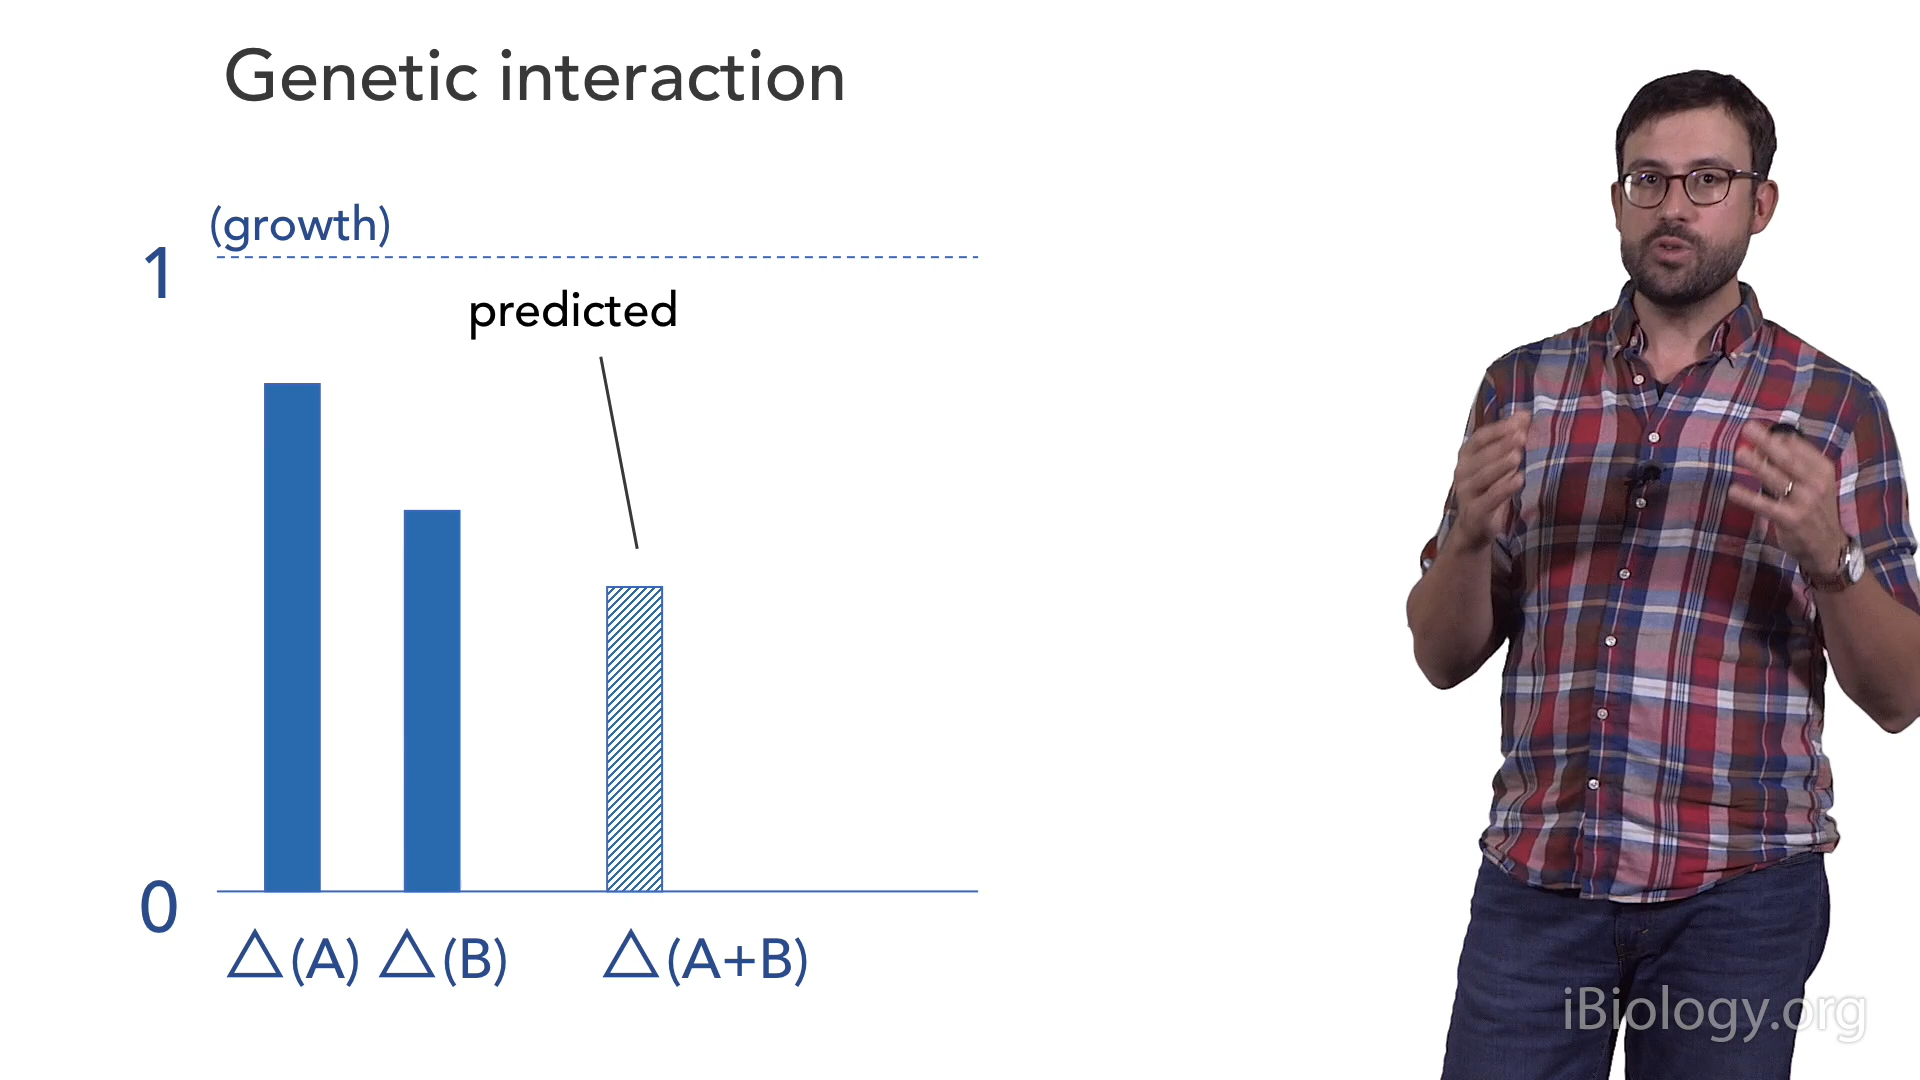 Genetic interaction
(growth)
1
predicted
0
△(A) △(B) △(A+B)
iBiology.org